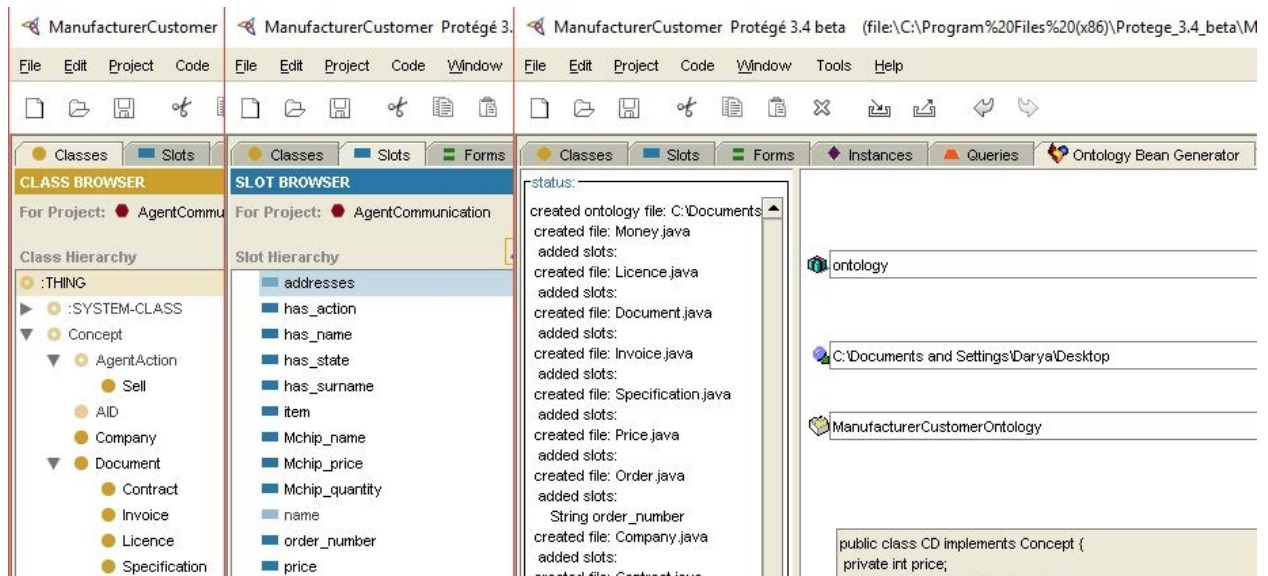 ManufacturerCustomer
File Edit Project Code
Classes Slots
CLASS BROWSER
For Project: AgentCommu
Class Hierarchy
:THING
:SYSTEM-CLASS
Concept
AgentAction
Sell
AID
Company
Document
Contract
Invoice
Licence
Specification
ManufacturerCustomer Protégé 3.
File Edit Project Code Window
Classes Slots Forms
SLOT BROWSER
For Project: AgentCommunication
Slot Hierarchy
addresses
has_action
has_name
has_state
has_surname
item
Mchip_name
Mchip_price
Mchip_quantity
name
order_number
price
ManufacturerCustomer Protégé 3.4 beta (file:\C:\Program%20Files%20(x86)\Protege_3.4_beta\M
File Edit Project Code Window Tools Help
Classes Slots Forms Instances Queries Ontology Bean Generator
status:
created ontology file: C:\Documents
created file: Money.java
added slots:
created file: Licence.java
added slots:
created file: Document.java
added slots:
created file: Invoice.java
added slots:
created file: Specification.java
added slots:
created file: Price.java
added slots:
created file: Order.java
added slots:
String order_number
created file: Company.java
added slots:
created file: Contract.java
ontology
C:\Documents and Settings\Darya\Desktop
ManufacturerCustomerOntology
public class CD implements Concept {
private int price;